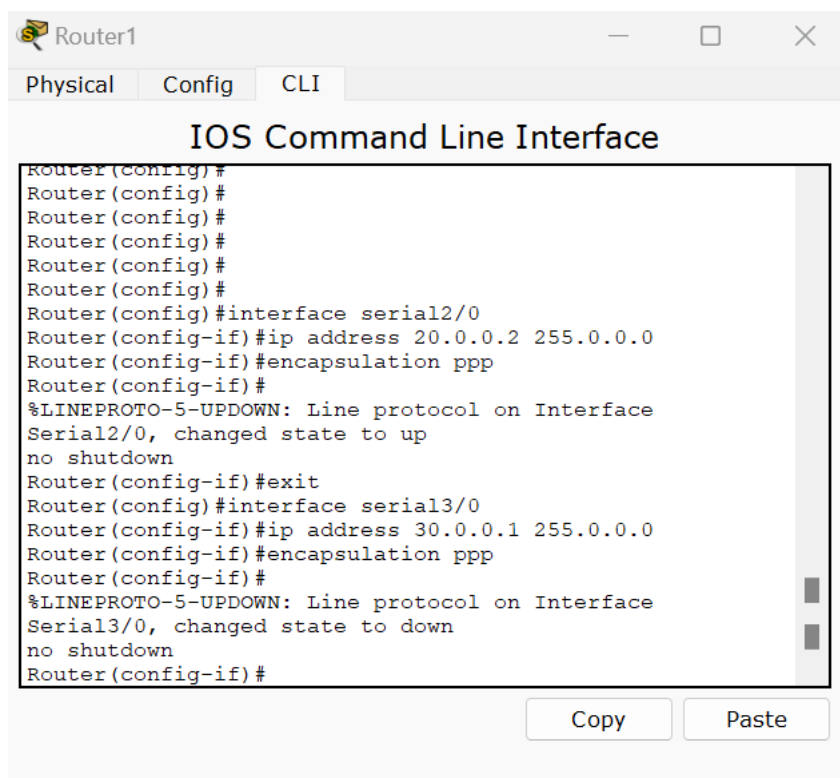 Router1
Physical Config CLI
IOS Command Line Interface
Router(config)#
Router(config)#
Router(config)#
Router(config)#
Router(config)#
Router(config)#
Router(config)#interface serial2/0
Router(config-if)#ip address 20.0.0.2 255.0.0.0
Router(config-if)#encapsulation ppp
Router(config-if)#
%LINEPROTO-5-UPDOWN: Line protocol on Interface
Serial2/0, changed state to up
no shutdown
Router(config-if)#exit
Router(config)#interface serial3/0
Router(config-if)#ip address 30.0.0.1 255.0.0.0
Router(config-if)#encapsulation ppp
Router(config-if)#
%LINEPROTO-5-UPDOWN: Line protocol on Interface
Serial3/0, changed state to down
no shutdown
Router(config-if)#
Copy Paste